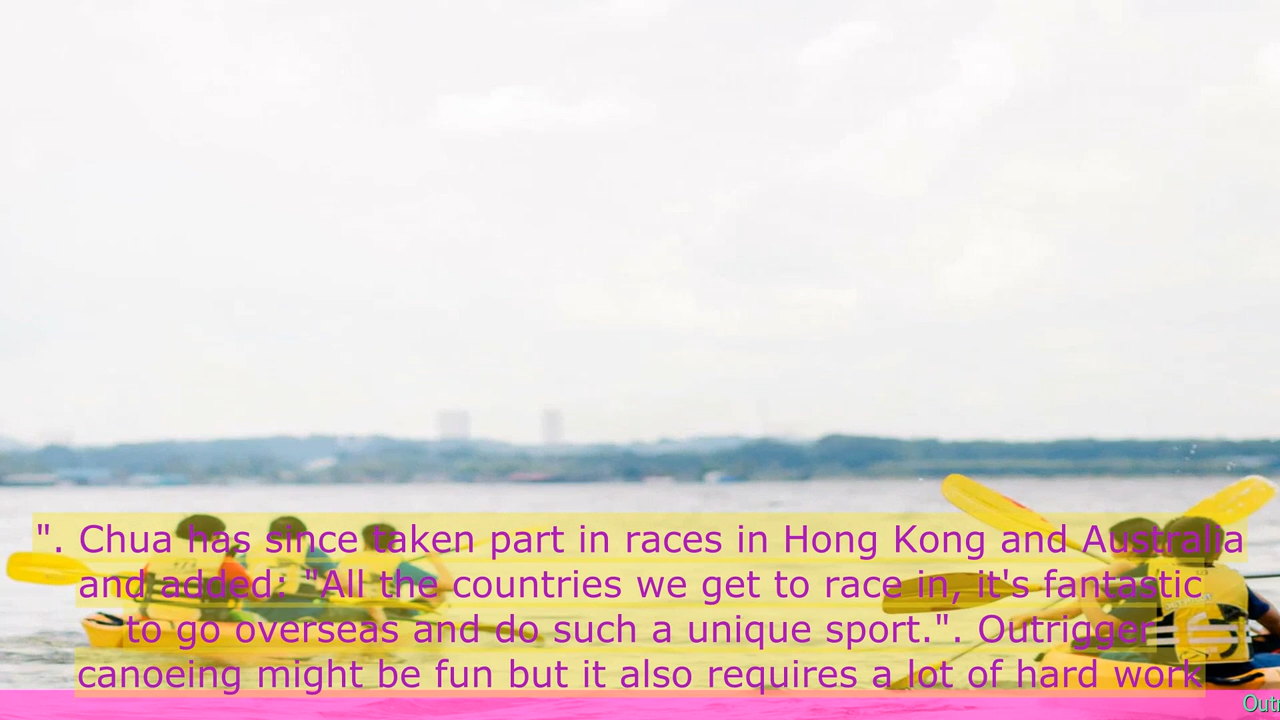 ". Chua has since taken part in races in Hong Kong and Australia
and added: "All the countries we get to race in, it's fantastic
to go overseas and do such a unique sport.". Outrigger
canoeing might be fun but it also requires a lot of hard work